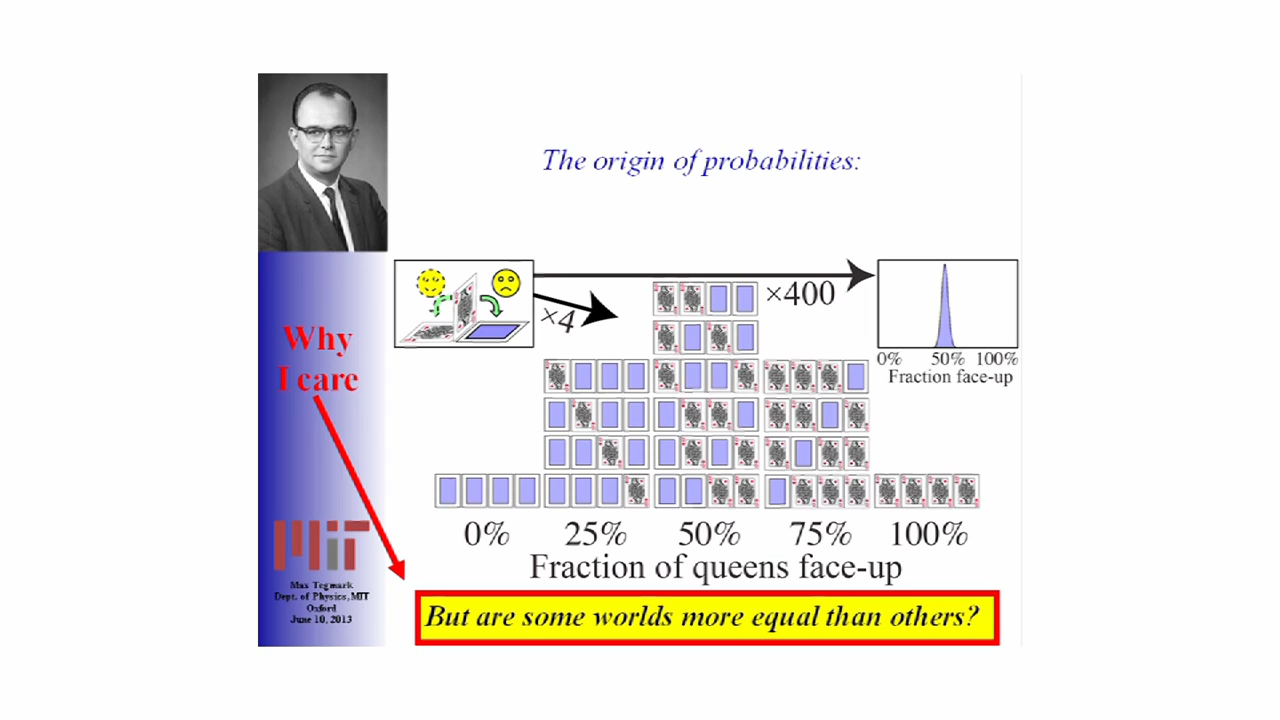 The origin of probabilities:
×4
×400
0% 50% 100%
Fraction face-up
Why
I care
0% 25% 50% 75% 100%
Fraction of queens face-up
MIT
Max Tegmark
Dept. of Physics, MIT
Oxford
June 10, 2013
But are some worlds more equal than others?